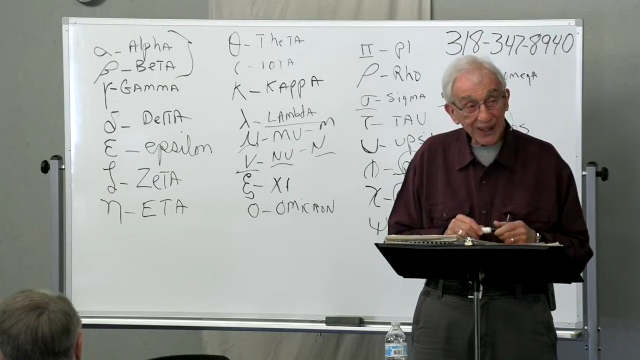 α - Alpha
β - BeTA
γ - GAMMA
δ - DelTA
ε - epsilon
ζ - ZeTA
η - ETA
θ - TheTA
ι - IOTA
κ - KAPPA
λ - LAMbdA
μ - MU - m
ν - NU - N
ξ - XI
ο - OMICRON
π - PI
ρ - Rho
σ - SIGMA
τ - TAU
υ -
φ -
χ -
ψ
318-347-8940
omega